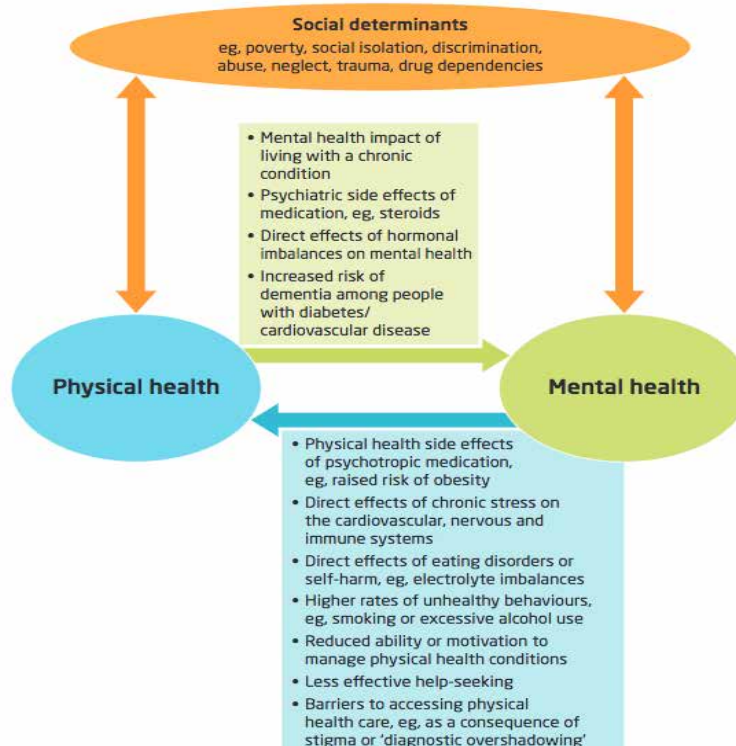 Social determinants
eg, poverty, social isolation, discrimination,
abuse, neglect, trauma, drug dependencies
• Mental health impact of
living with a chronic
condition
• Psychiatric side effects of
medication, eg, steroids
• Direct effects of hormonal
imbalances on mental health
• Increased risk of
dementia among people
with diabetes/
cardiovascular disease
Physical health
Mental health
• Physical health side effects
of psychotropic medication,
eg, raised risk of obesity
• Direct effects of chronic stress on
the cardiovascular, nervous and
immune systems
• Direct effects of eating disorders or
self-harm, eg, electrolyte imbalances
• Higher rates of unhealthy behaviours,
eg, smoking or excessive alcohol use
• Reduced ability or motivation to
manage physical health conditions
• Less effective help-seeking
• Barriers to accessing physical
health care, eg, as a consequence of
stigma or ‘diagnostic overshadowing’